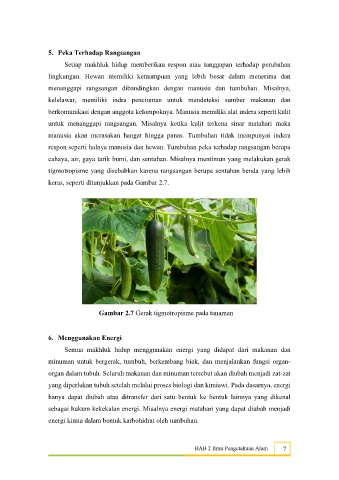 5. Peka Terhadap Rangsangan
Setiap makhluk hidup memberikan respon atau tanggapan terhadap perubahan
lingkungan. Hewan memiliki kemampuan yang lebih besar dalam menerima dan
menanggapi rangsangan dibandingkan dengan manusia dan tumbuhan. Misalnya,
kelelawar, memiliki indra penciuman untuk mendeteksi sumber makanan dan
berkomunikasi dengan anggota kelompoknya. Manusia memiliki alat indera seperti kulit
untuk menanggapi rangsangan. Misalnya ketika kulit terkena sinar matahari maka
manusia akan merasakan hangat hingga panas. Tumbuhan tidak mempunyai indera
respon seperti halnya manusia dan hewan. Tumbuhan peka terhadap rangsangan berupa
cahaya, air, gaya tarik bumi, dan sentuhan. Misalnya mentimun yang melakukan gerak
tigmotropisme yang disebabkan karena rangsangan berupa sentuhan benda yang lebih
keras, seperti ditunjukkan pada Gambar 2.7.
Gambar 2.7 Gerak tigmotropisme pada tanaman
6. Menggunakan Energi
Semua makhluk hidup menggunakan energi yang didapat dari makanan dan
minuman untuk bergerak, tumbuh, berkembang biak, dan menjalankan fungsi organ-
organ dalam tubuh. Seluruh makanan dan minuman tersebut akan diubah menjadi zat-zat
yang diperlukan tubuh setelah melalui proses biologi dan kimiawi. Pada dasarnya, energi
hanya dapat diubah atau ditransfer dari satu bentuk ke bentuk lainnya yang dikenal
sebagai hukum kekekalan energi. Misalnya energi matahari yang dapat diubah menjadi
energi kimia dalam bentuk karbohidrat oleh tumbuhan.
BAB 2 Ilmu Pengetahuan Alam 7